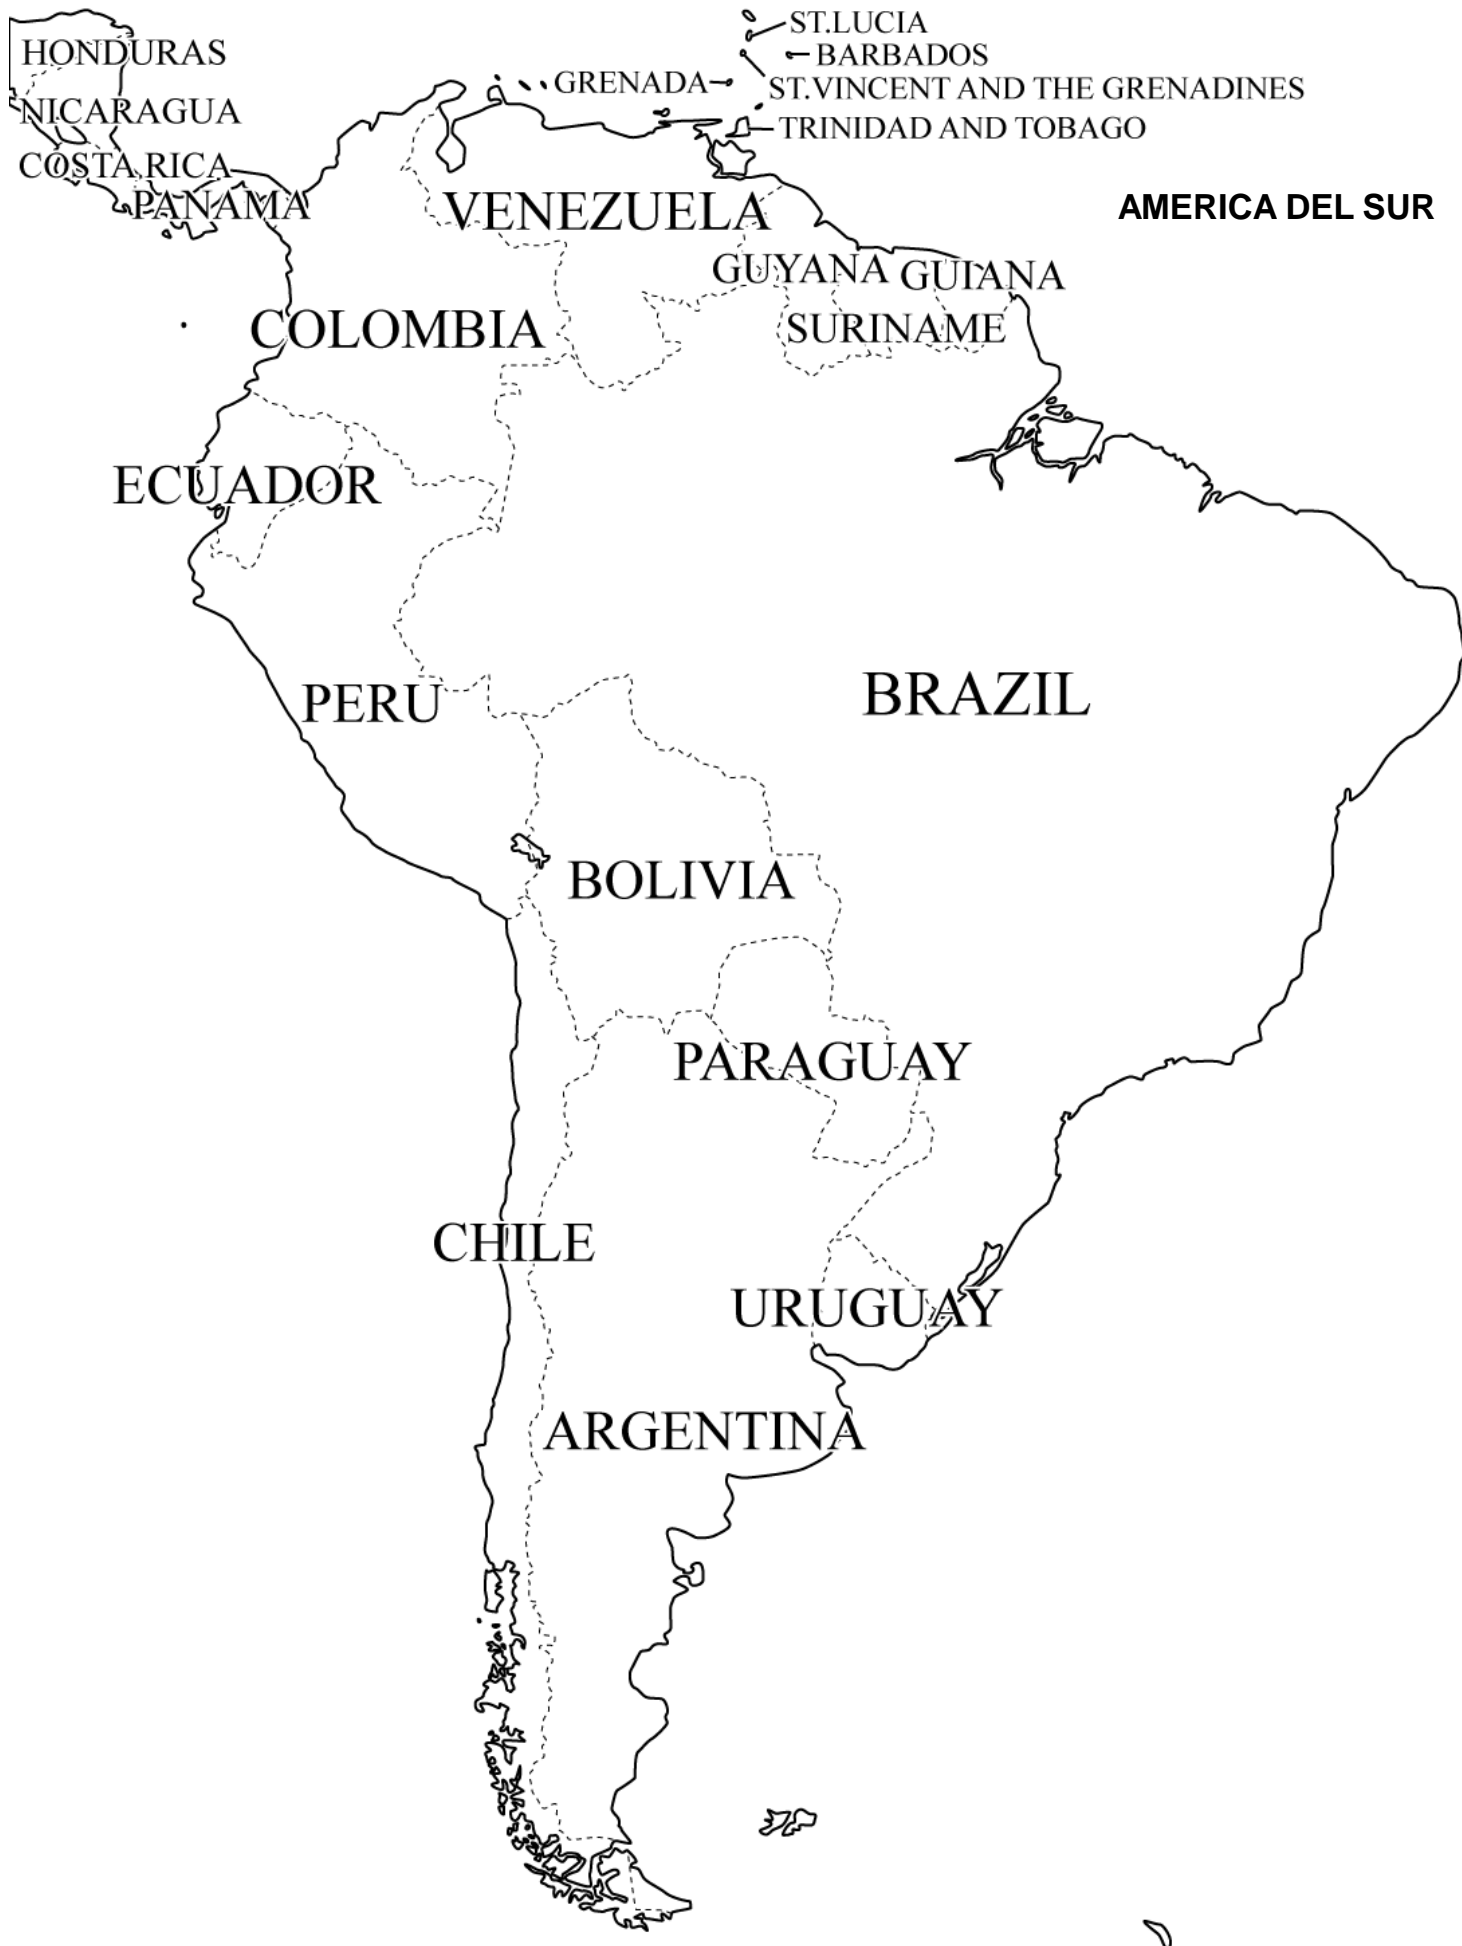 HONDURAS
ST.LUCIA
BARBADOS
GRENADA
ST.VINCENT AND THE GRENADINES
NICARAGUA
TRINIDAD AND TOBAGO
COSTA RICA
PANAMA
VENEZUELA
AMERICA DEL SUR
GUYANA
GUIANA
COLOMBIA
SURINAME
ECUADOR
PERU
BRAZIL
BOLIVIA
PARAGUAY
CHILE
URUGUAY
ARGENTINA